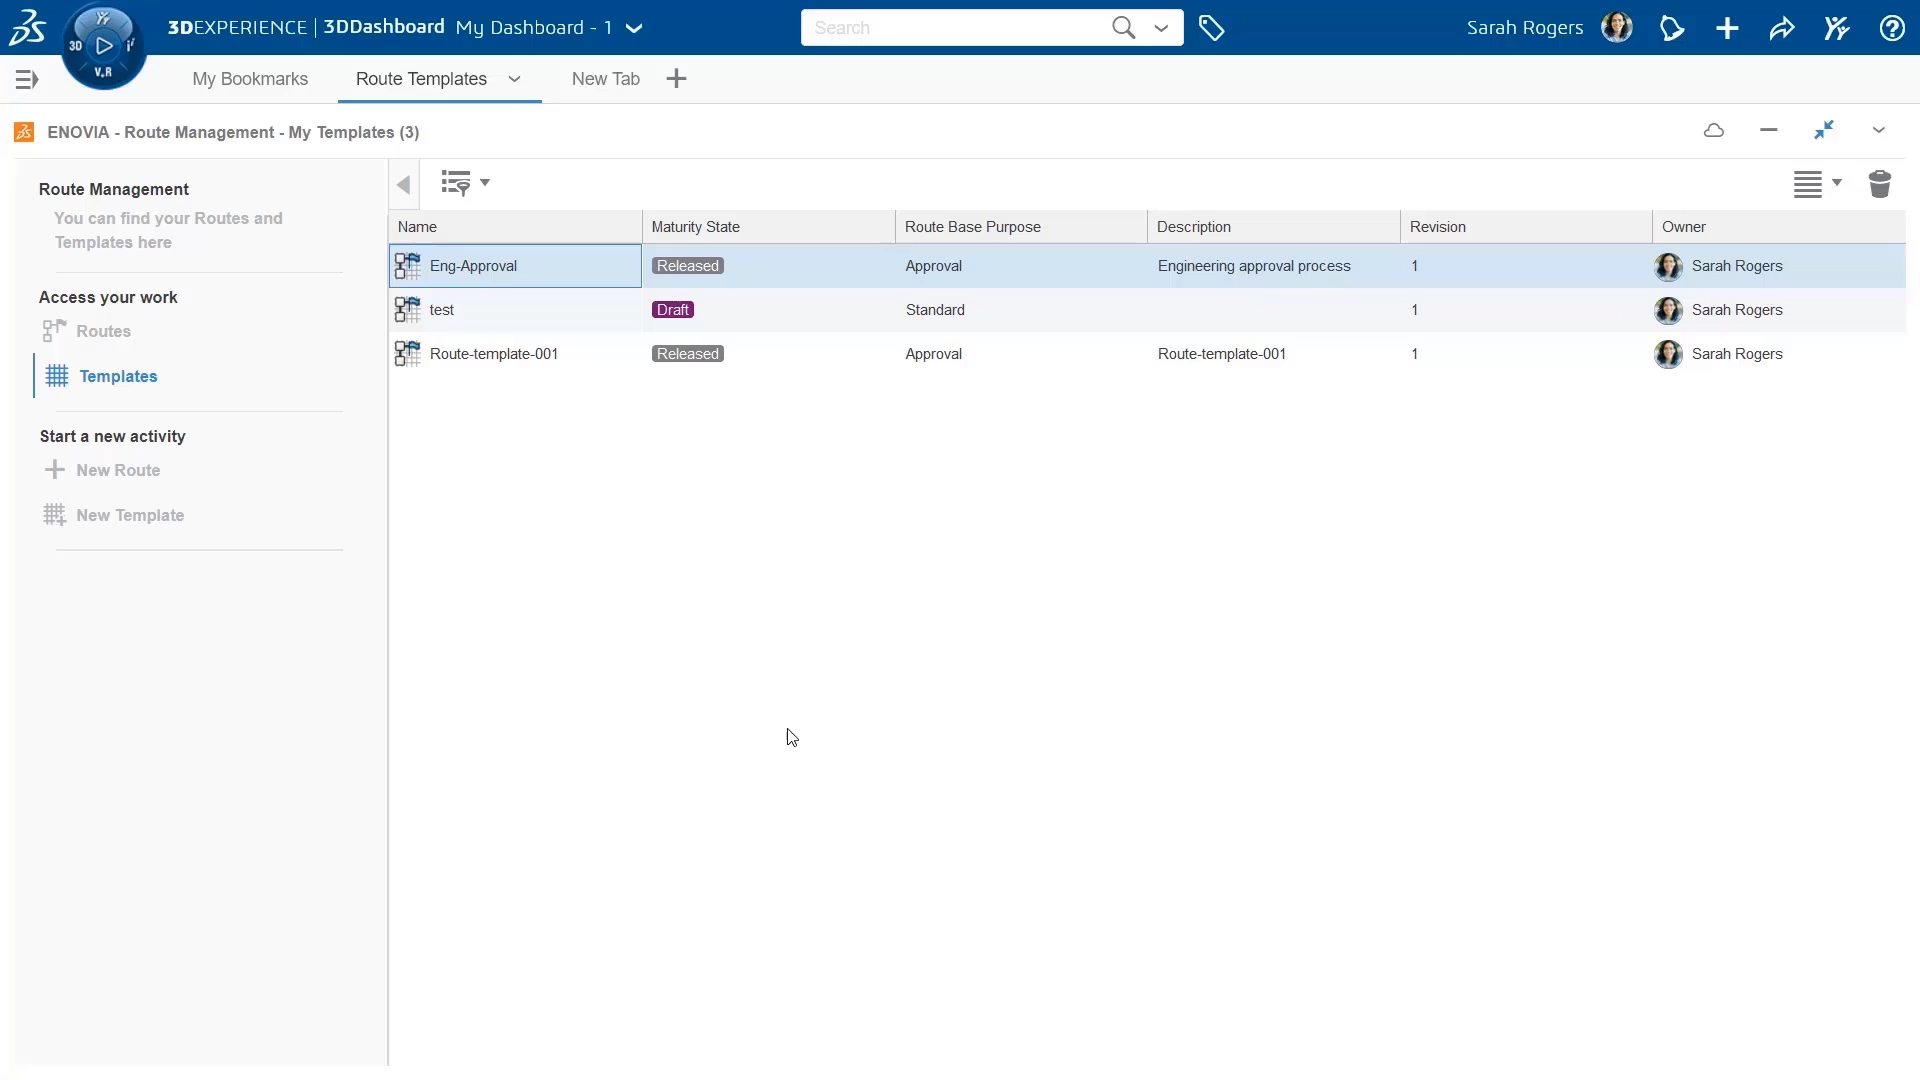 3DEXPERIENCE | 3DDashboard My Dashboard - 1
Search
Sarah Rogers
3D
V.R
My Bookmarks
Route Templates
New Tab
ENOVIA - Route Management - My Templates (3)
Route Management
You can find your Routes and
Templates here
Access your work
Routes
Templates
Start a new activity
New Route
New Template
Name Maturity State Route Base Purpose Description Revision Owner
Eng-Approval Released Approval Engineering approval process 1 Sarah Rogers
test Draft Standard 1 Sarah Rogers
Route-template-001 Released Approval Route-template-001 1 Sarah Rogers